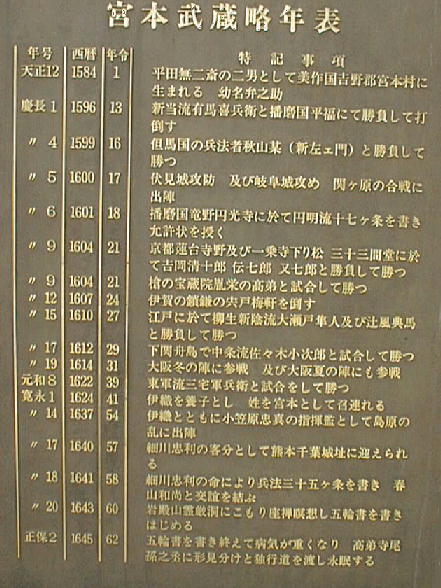 宮本武蔵略年表
年号 西暦 年令 特記事項
天正12 1584 1 平田無二斎の二男として美作国吉野郡宮本村に
生まれる 幼名弁之助
慶長1 1596 13 新当流有馬喜兵衛と播磨国平福にて勝負して打
倒す
〃 4 1599 16 但馬国の兵法者秋山某(新左ェ門)と勝負して
勝つ
〃 5 1600 17 伏見城攻防 及び岐阜城攻め 関ヶ原の合戦に
出陣
〃 6 1601 18 播磨国竜野円光寺に於て円明流十七ヶ条を書き
允許状を授く
〃 9 1604 21 京都蓮台寺野及び一乗寺下り松 三十三間堂に於
て吉岡清十郎 伝七郎 又七郎と勝負して勝つ
〃 9 1604 21 槍の宝蔵院胤栄の高弟と試合して勝つ
〃 12 1607 24 伊賀の鎖鎌の宍戸梅軒を倒す
〃 15 1610 27 江戸に於て柳生新陰流大瀬戸隼人及び辻風典馬
と勝負して勝つ
〃 17 1612 29 下関舟島で中条流佐々木小次郎と試合して勝つ
〃 19 1614 31 大阪冬の陣に参戦 及び大阪夏の陣にも参戦
元和8 1622 39 東軍流三宅軍兵衛と試合をして勝つ
寛永1 1624 41 伊織を養子とし 姓を宮本として召連れる
〃 14 1637 54 伊織とともに小笠原忠真の指揮監として島原の
乱に出陣
〃 17 1640 57 細川忠利の客分として熊本千葉城址に迎えられ
る
〃 18 1641 58 細川忠利の命により兵法三十五ヶ条を書き 春
山和尚と交誼を結ぶ
〃 20 1643 60 岩殿山霊巌洞にこもり座禅瞑想し五輪書を書き
はじめる
正保2 1645 62 五輪書を書き終えて病気が重くなり 高弟寺尾
孫之丞に形見分けと独行道を渡し永眠する